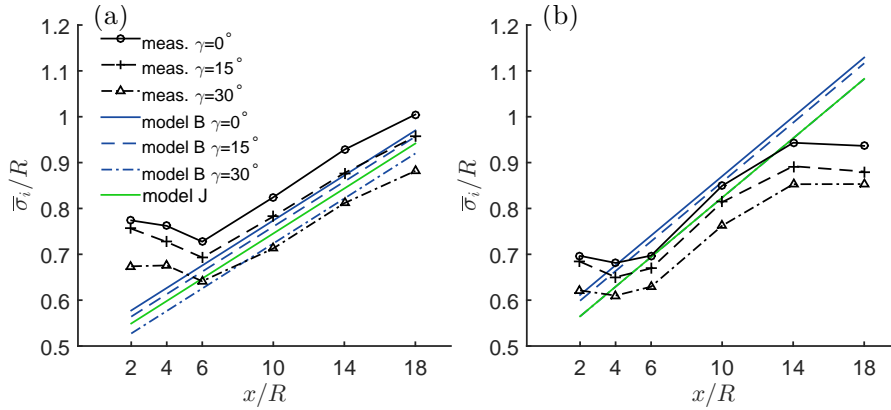 (a)
1.2
1.1
1
0.9
0.8
0.7
0.6
0.5
σ̅ᵢ/R
meas. γ=0°
meas. γ=15°
meas. γ=30°
model B γ=0°
model B γ=15°
model B γ=30°
model J
2 4 6 10 14 18
x/R
(b)
1.2
1.1
1
0.9
0.8
0.7
0.6
0.5
σ̅ᵢ/R
2 4 6 10 14 18
x/R